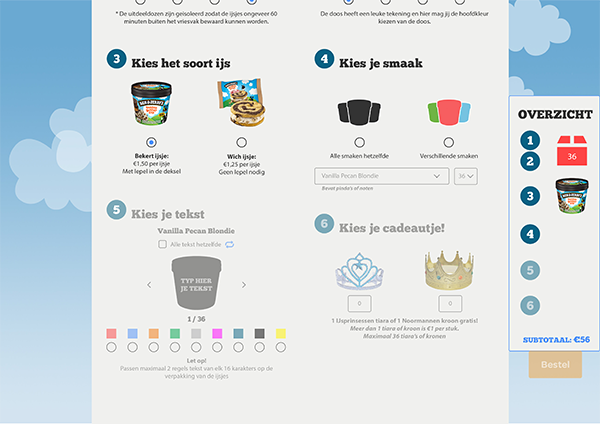 * De uitdeeldozen zijn geïsoleerd zodat de ijsjes ongeveer 60
minuten buiten het vriesvak bewaard kunnen worden.
De doos heeft een leuke tekening en hier mag jij de hoofdkleur
kiezen van de doos.
3 Kies het soort ijs
BEN & JERRY'S
Bekert ijsje:
€1,50 per ijsje
Met lepel in de deksel
Wich ijsje:
€1,25 per ijsje
Geen lepel nodig
4 Kies je smaak
Alle smaken hetzelfde
Verschillende smaken
Vanilla Pecan Blondie
36
Bevet pinda's of noten
5 Kies je tekst
Vanilla Pecan Blondie
Alle tekst hetzelfde
TYP HIER
JE TEKST
1 / 36
Let op!
Passen maximaal 2 regels tekst van elk 16 karakters op de
verpakking van de ijsjes
6 Kies je cadeautje!
0
0
1 IJsprinsessen tiara of 1 Noormannen kroon gratis!
Meer dan 1 tiara of kroon is €1 per stuk.
Maximaal 36 tiara's of kronen
OVERZICHT
1
2
36
3
BEN & JERRY'S
4
5
6
SUBTOTAAL: €56
Bestel